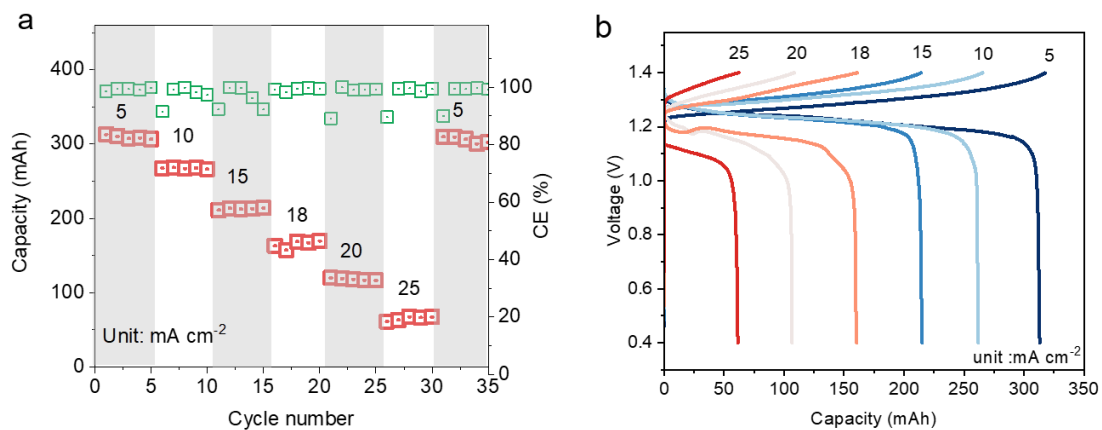 a
Capacity (mAh)
400
300
200
100
0
5
10
15
18
20
25
5
Unit: mA cm-2
0 5 10 15 20 25 30 35
Cycle number
100
80
60
40
20
0
CE (%)
b
Voltage (V)
1.4
1.2
1.0
0.8
0.6
0.4
25 20 18 15 10 5
unit :mA cm-2
0 50 100 150 200 250 300 350
Capacity (mAh)